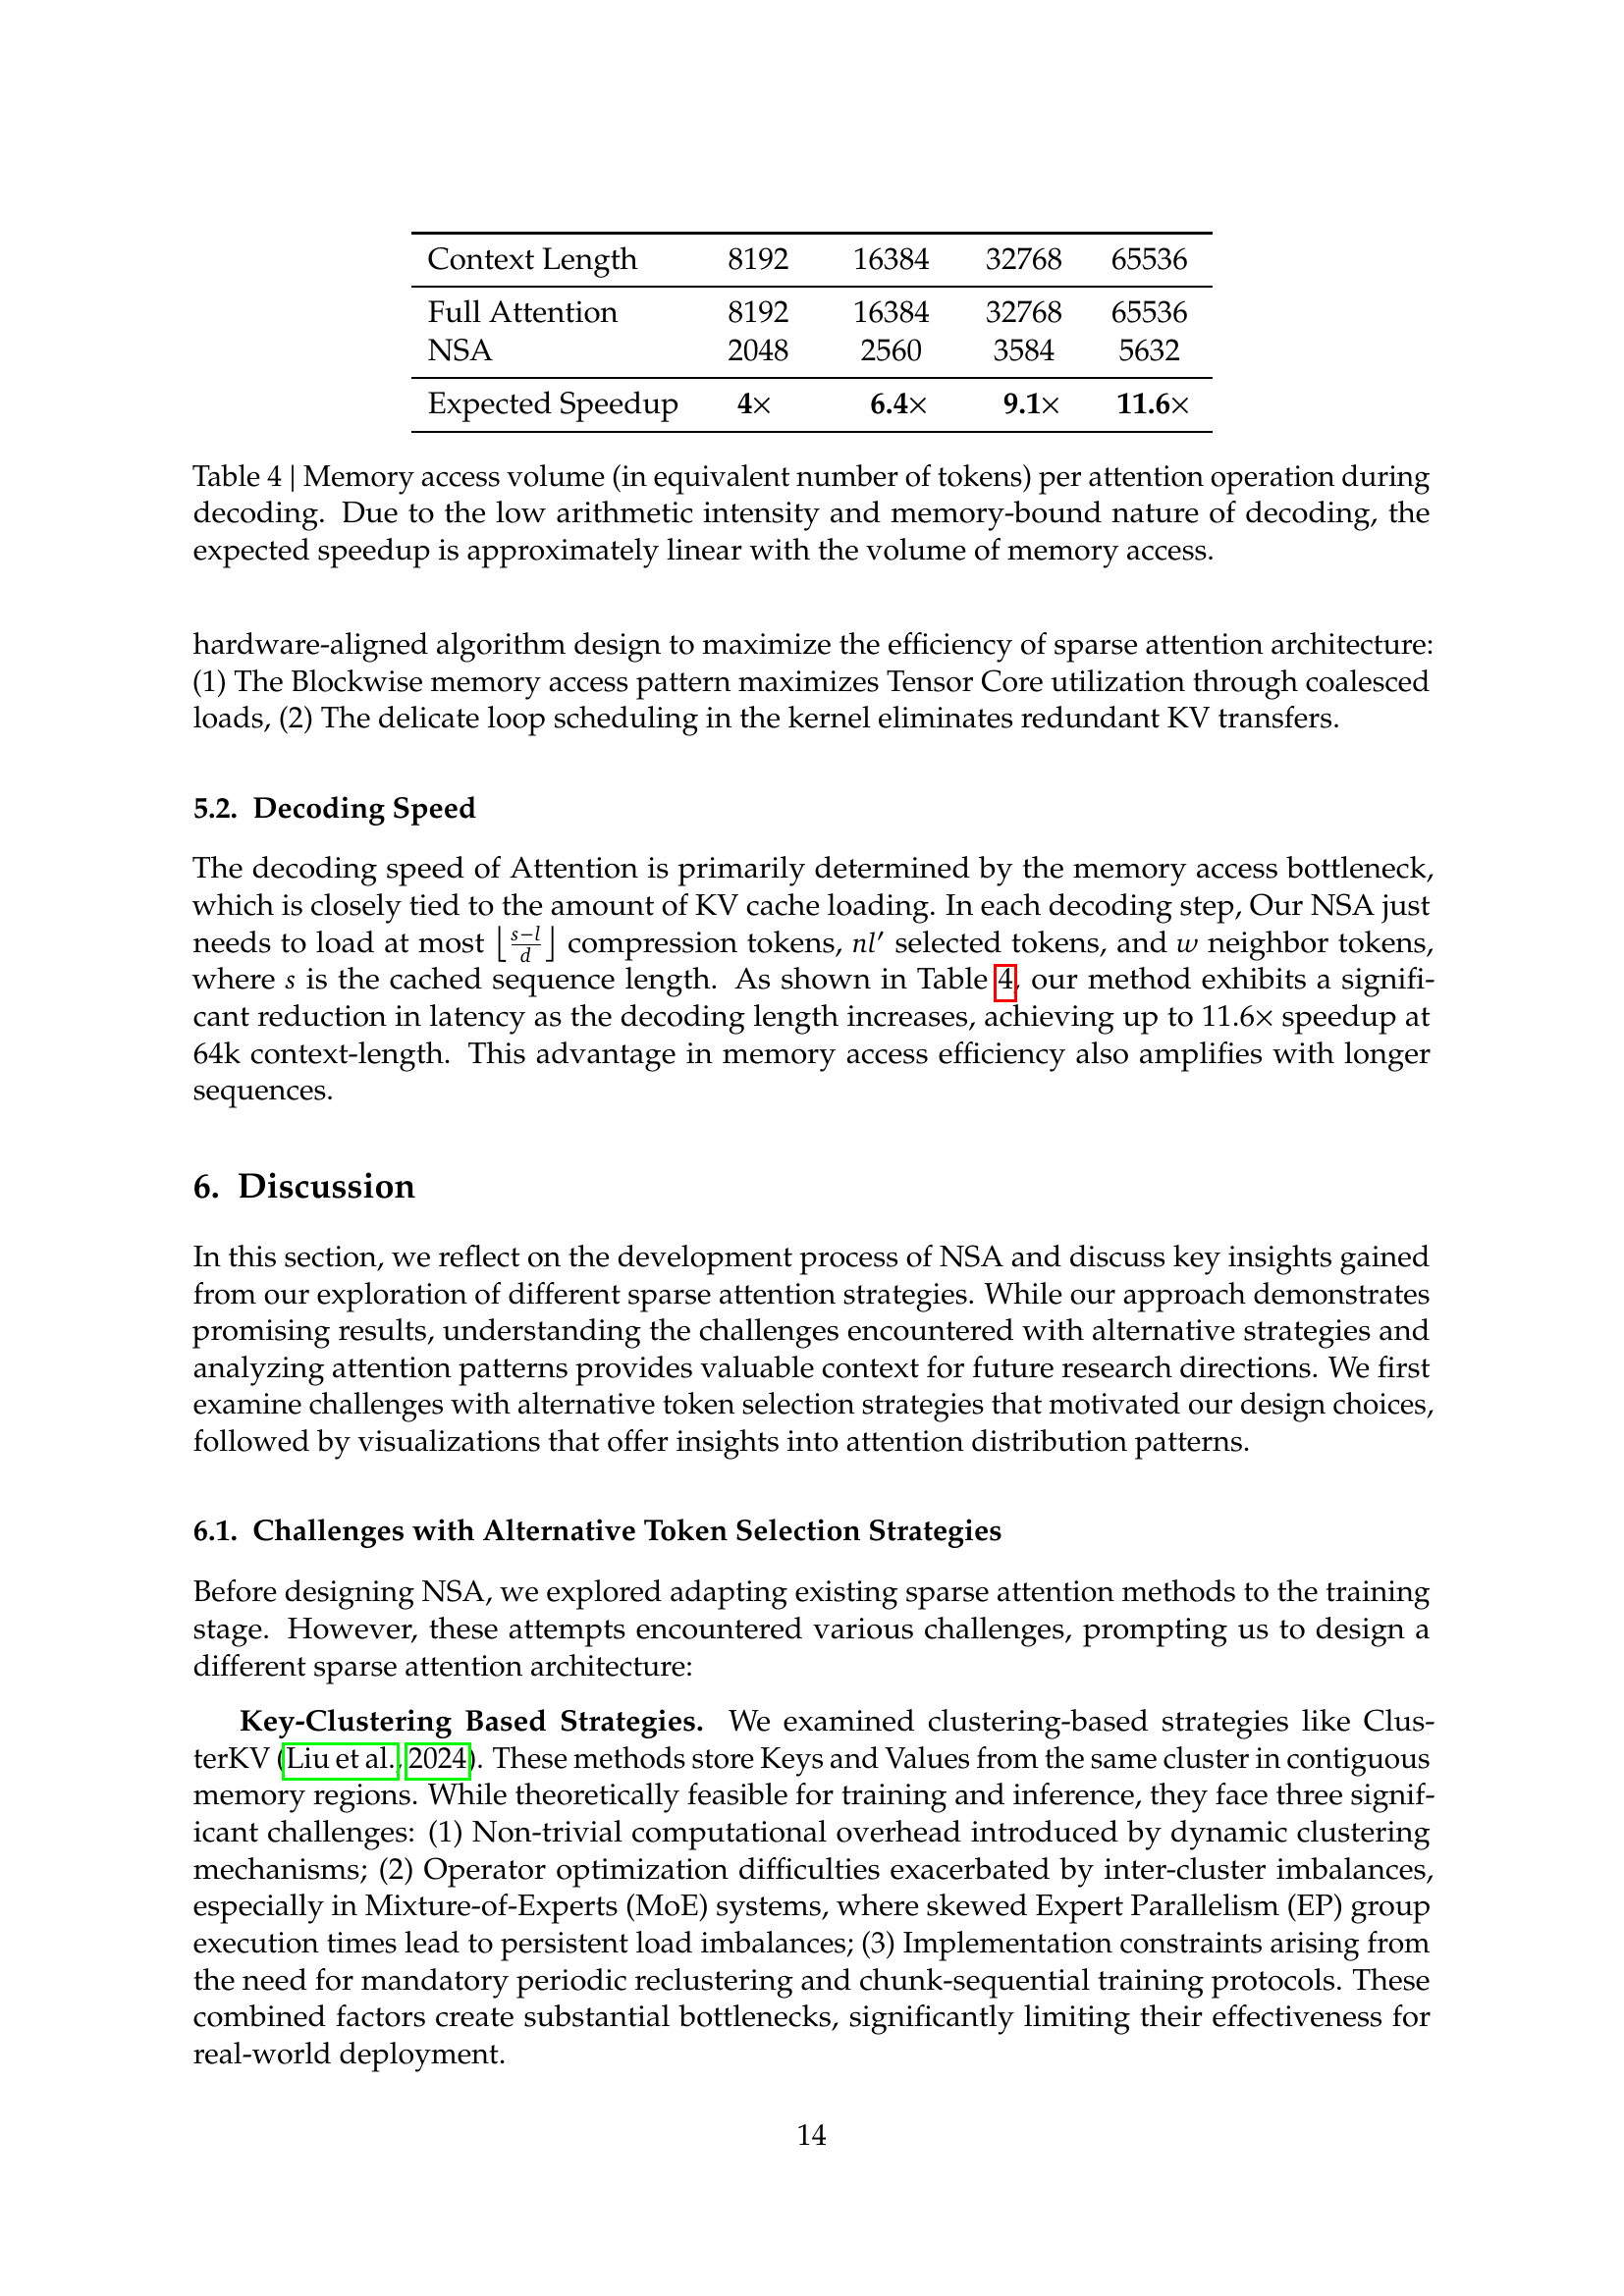 Context Length 8192 16384 32768 65536
Full Attention 8192 16384 32768 65536
NSA 2048 2560 3584 5632
Expected Speedup 4× 6.4× 9.1× 11.6×
Table 4 | Memory access volume (in equivalent number of tokens) per attention operation during
decoding. Due to the low arithmetic intensity and memory-bound nature of decoding, the
expected speedup is approximately linear with the volume of memory access.
hardware-aligned algorithm design to maximize the efficiency of sparse attention architecture:
(1) The Blockwise memory access pattern maximizes Tensor Core utilization through coalesced
loads, (2) The delicate loop scheduling in the kernel eliminates redundant KV transfers.
5.2. Decoding Speed
The decoding speed of Attention is primarily determined by the memory access bottleneck,
which is closely tied to the amount of KV cache loading. In each decoding step, Our NSA just
needs to load at most ⌊(s−l)/d⌋ compression tokens, nl′ selected tokens, and w neighbor tokens,
where s is the cached sequence length. As shown in Table 4, our method exhibits a signifi-
cant reduction in latency as the decoding length increases, achieving up to 11.6× speedup at
64k context-length. This advantage in memory access efficiency also amplifies with longer
sequences.
6. Discussion
In this section, we reflect on the development process of NSA and discuss key insights gained
from our exploration of different sparse attention strategies. While our approach demonstrates
promising results, understanding the challenges encountered with alternative strategies and
analyzing attention patterns provides valuable context for future research directions. We first
examine challenges with alternative token selection strategies that motivated our design choices,
followed by visualizations that offer insights into attention distribution patterns.
6.1. Challenges with Alternative Token Selection Strategies
Before designing NSA, we explored adapting existing sparse attention methods to the training
stage. However, these attempts encountered various challenges, prompting us to design a
different sparse attention architecture:
Key-Clustering Based Strategies. We examined clustering-based strategies like Clus-
terKV (Liu et al., 2024). These methods store Keys and Values from the same cluster in contiguous
memory regions. While theoretically feasible for training and inference, they face three signif-
icant challenges: (1) Non-trivial computational overhead introduced by dynamic clustering
mechanisms; (2) Operator optimization difficulties exacerbated by inter-cluster imbalances,
especially in Mixture-of-Experts (MoE) systems, where skewed Expert Parallelism (EP) group
execution times lead to persistent load imbalances; (3) Implementation constraints arising from
the need for mandatory periodic reclustering and chunk-sequential training protocols. These
combined factors create substantial bottlenecks, significantly limiting their effectiveness for
real-world deployment.
14